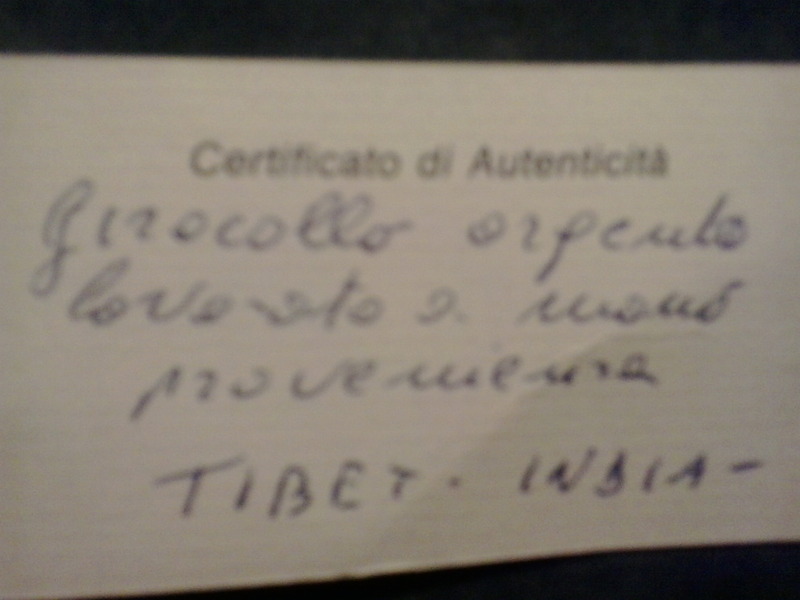 Certificato di Autenticità
Girocollo argento
lavorato a mano
provenienza
TIBET. INDIA-